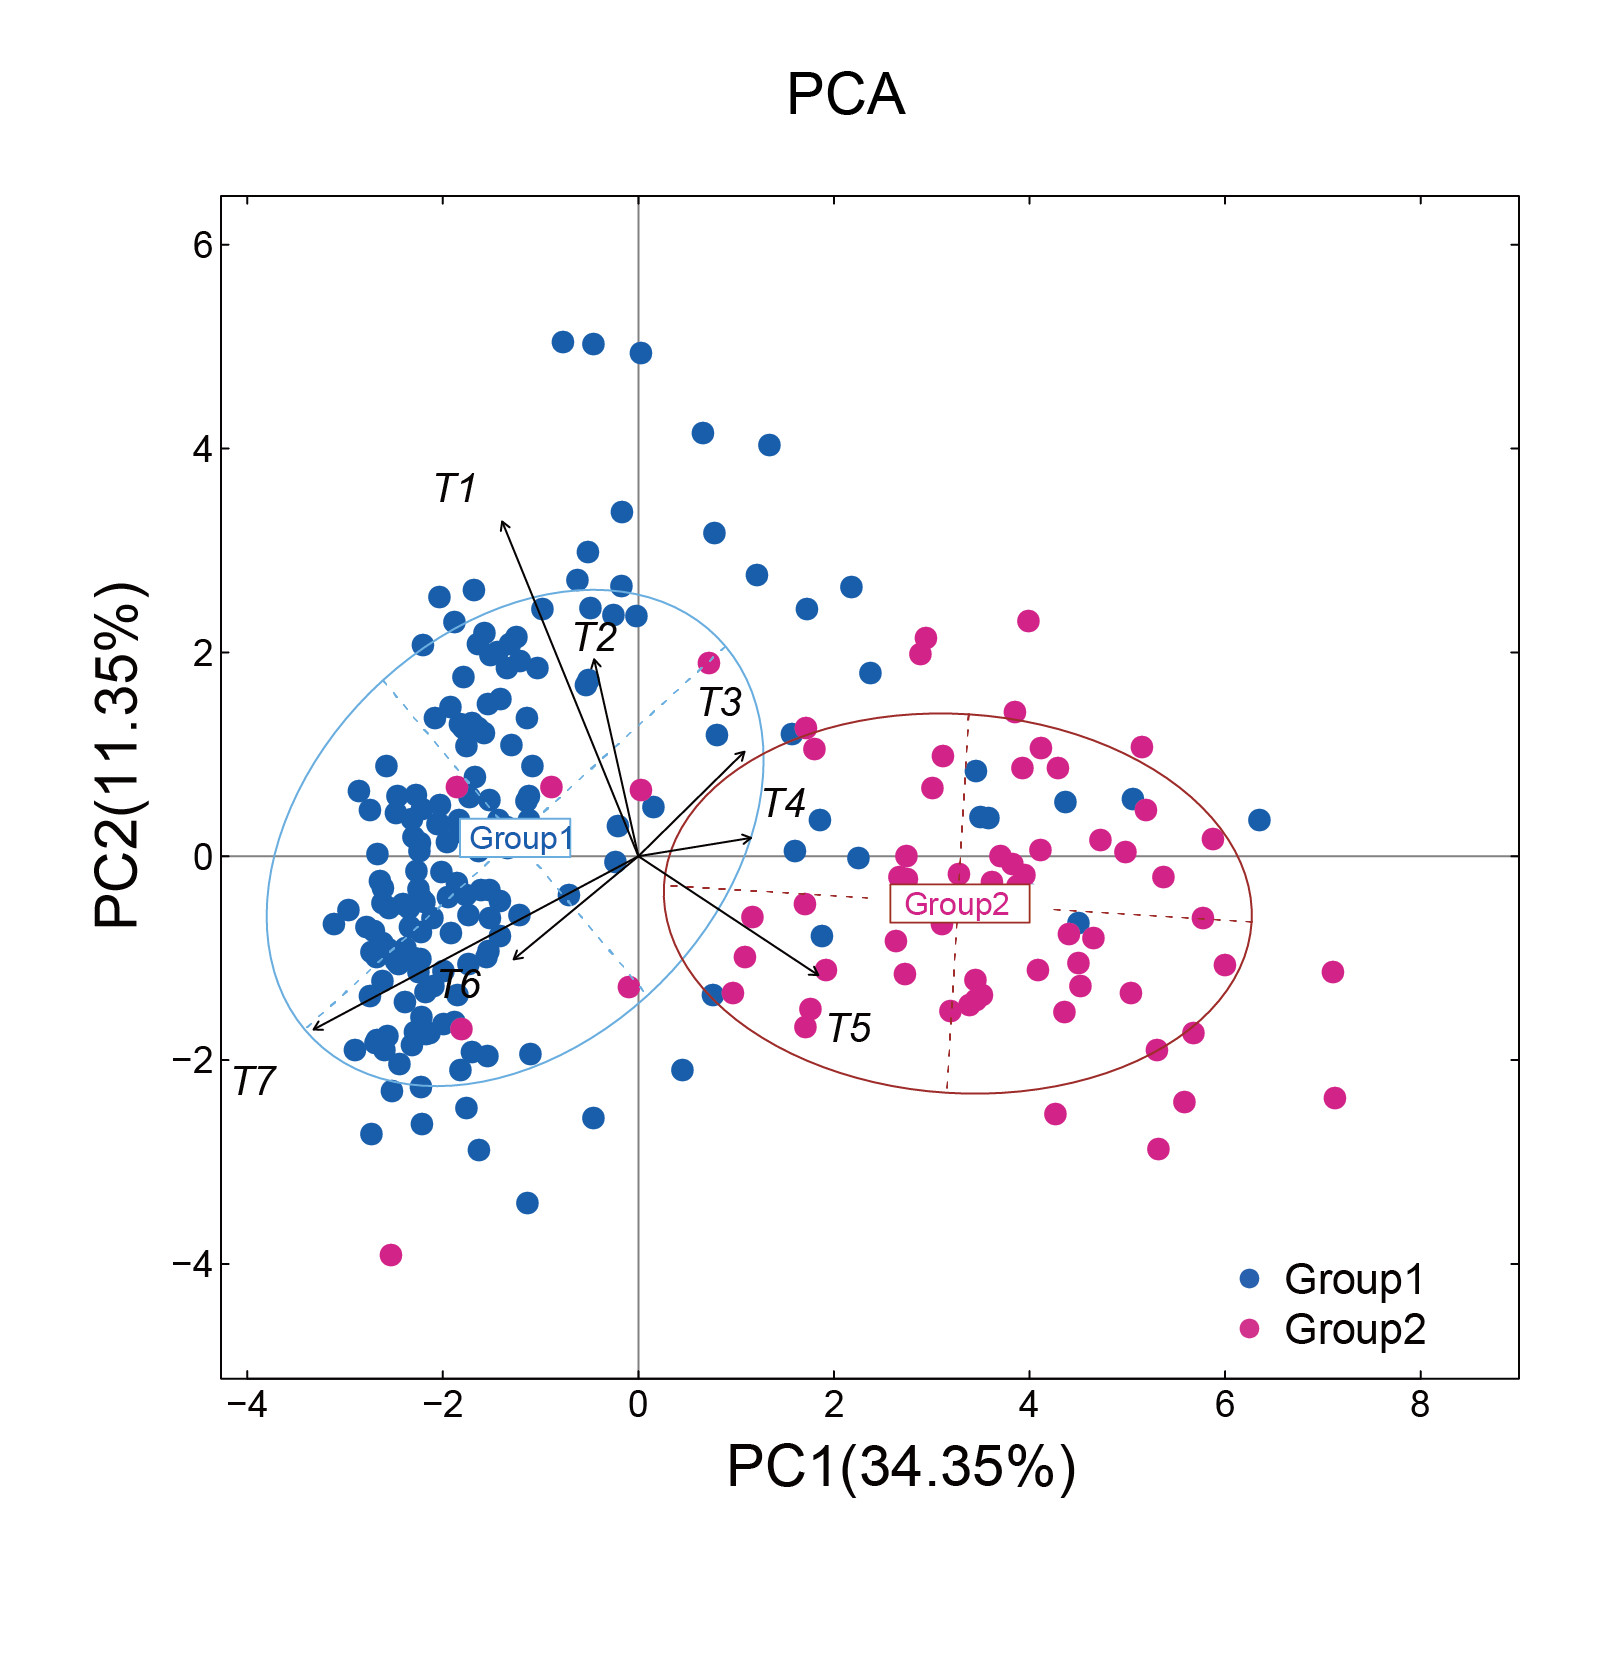 PCA
6
4
2
0
−2
−4
PC2(11.35%)
T1
T2
T3
T4
Group1
Group2
T6
T5
T7
Group1
Group2
−4 −2 0 2 4 6 8
PC1(34.35%)